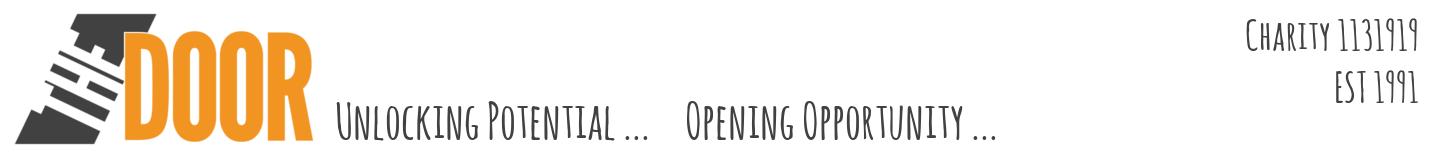 THE DOOR
Unlocking Potential ... Opening Opportunity ...
Charity 1131919
EST 1991